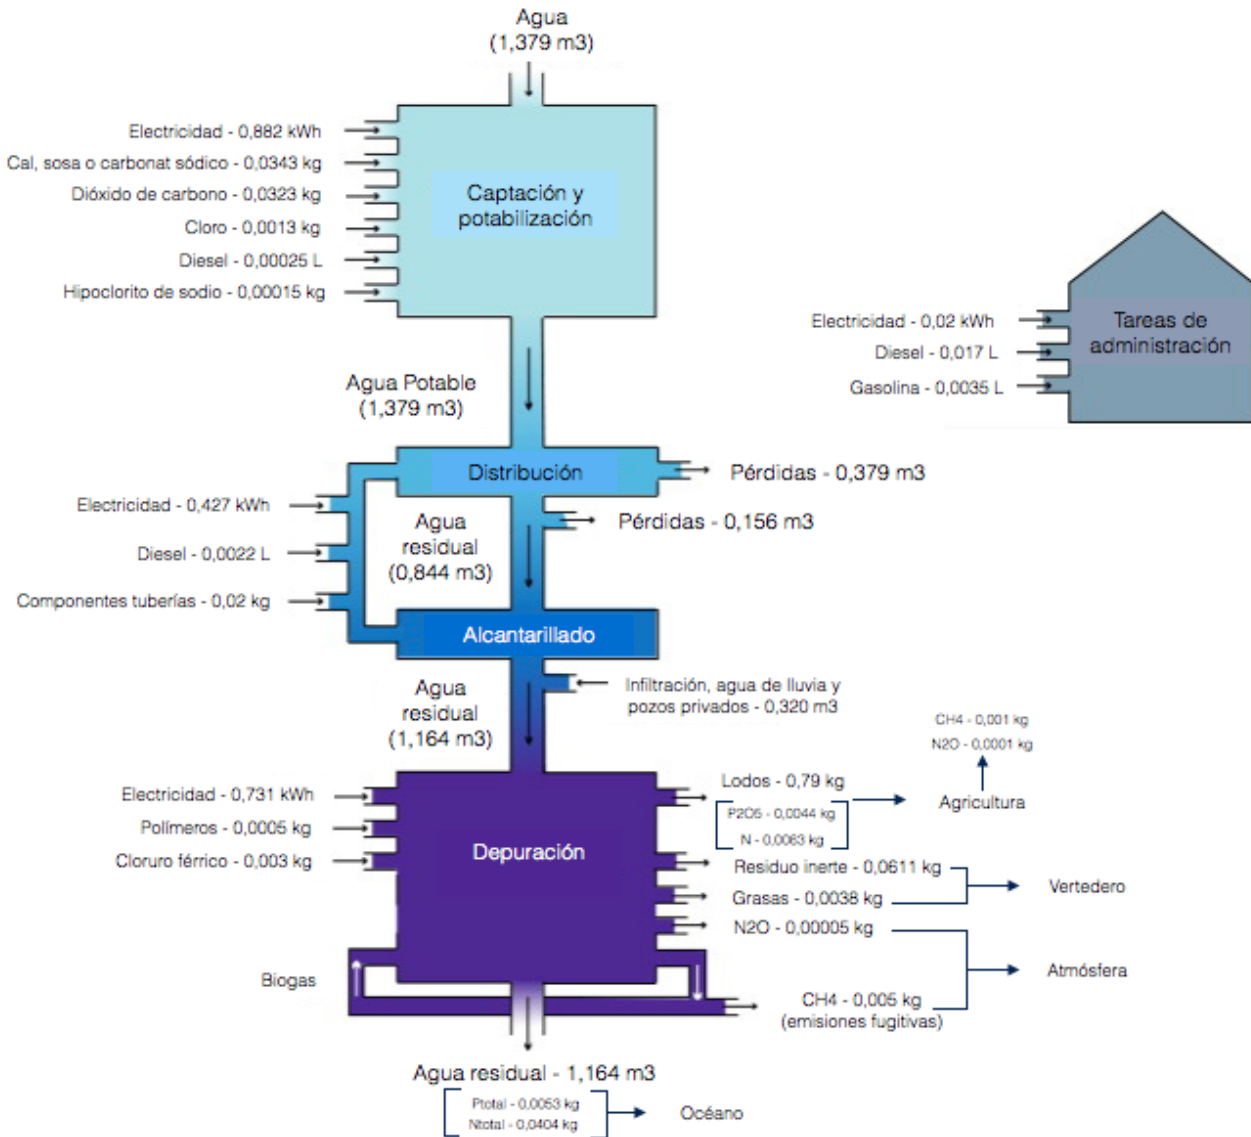 Agua
(1,379 m3)
Electricidad - 0,882 kWh
Cal, sosa o carbonat sódico - 0,0343 kg
Dióxido de carbono - 0,0323 kg
Cloro - 0,0013 kg
Diesel - 0,00025 L
Hipoclorito de sodio - 0,00015 kg
Captación y
potabilización
Electricidad - 0,02 kWh
Diesel - 0,017 L
Gasolina - 0,0035 L
Tareas de
administración
Agua Potable
(1,379 m3)
Distribución
Pérdidas - 0,379 m3
Electricidad - 0,427 kWh
Diesel - 0,0022 L
Componentes tuberías - 0,02 kg
Agua
residual
(0,844 m3)
Pérdidas - 0,156 m3
Alcantarillado
Agua
residual
(1,164 m3)
Infiltración, agua de lluvia y
pozos privados - 0,320 m3
CH4 - 0,001 kg
N2O - 0,0001 kg
Electricidad - 0,731 kWh
Polímeros - 0,0005 kg
Cloruro férrico - 0,003 kg
Depuración
Lodos - 0,79 kg
P2O5 - 0,0044 kg
N - 0,0063 kg
Agricultura
Residuo inerte - 0,0611 kg
Grasas - 0,0038 kg
Vertedero
N2O - 0,00005 kg
Atmósfera
Biogas
CH4 - 0,005 kg
(emisiones fugitivas)
Agua residual - 1,164 m3
Ptotal - 0,0053 kg
Ntotal - 0,0404 kg
Océano